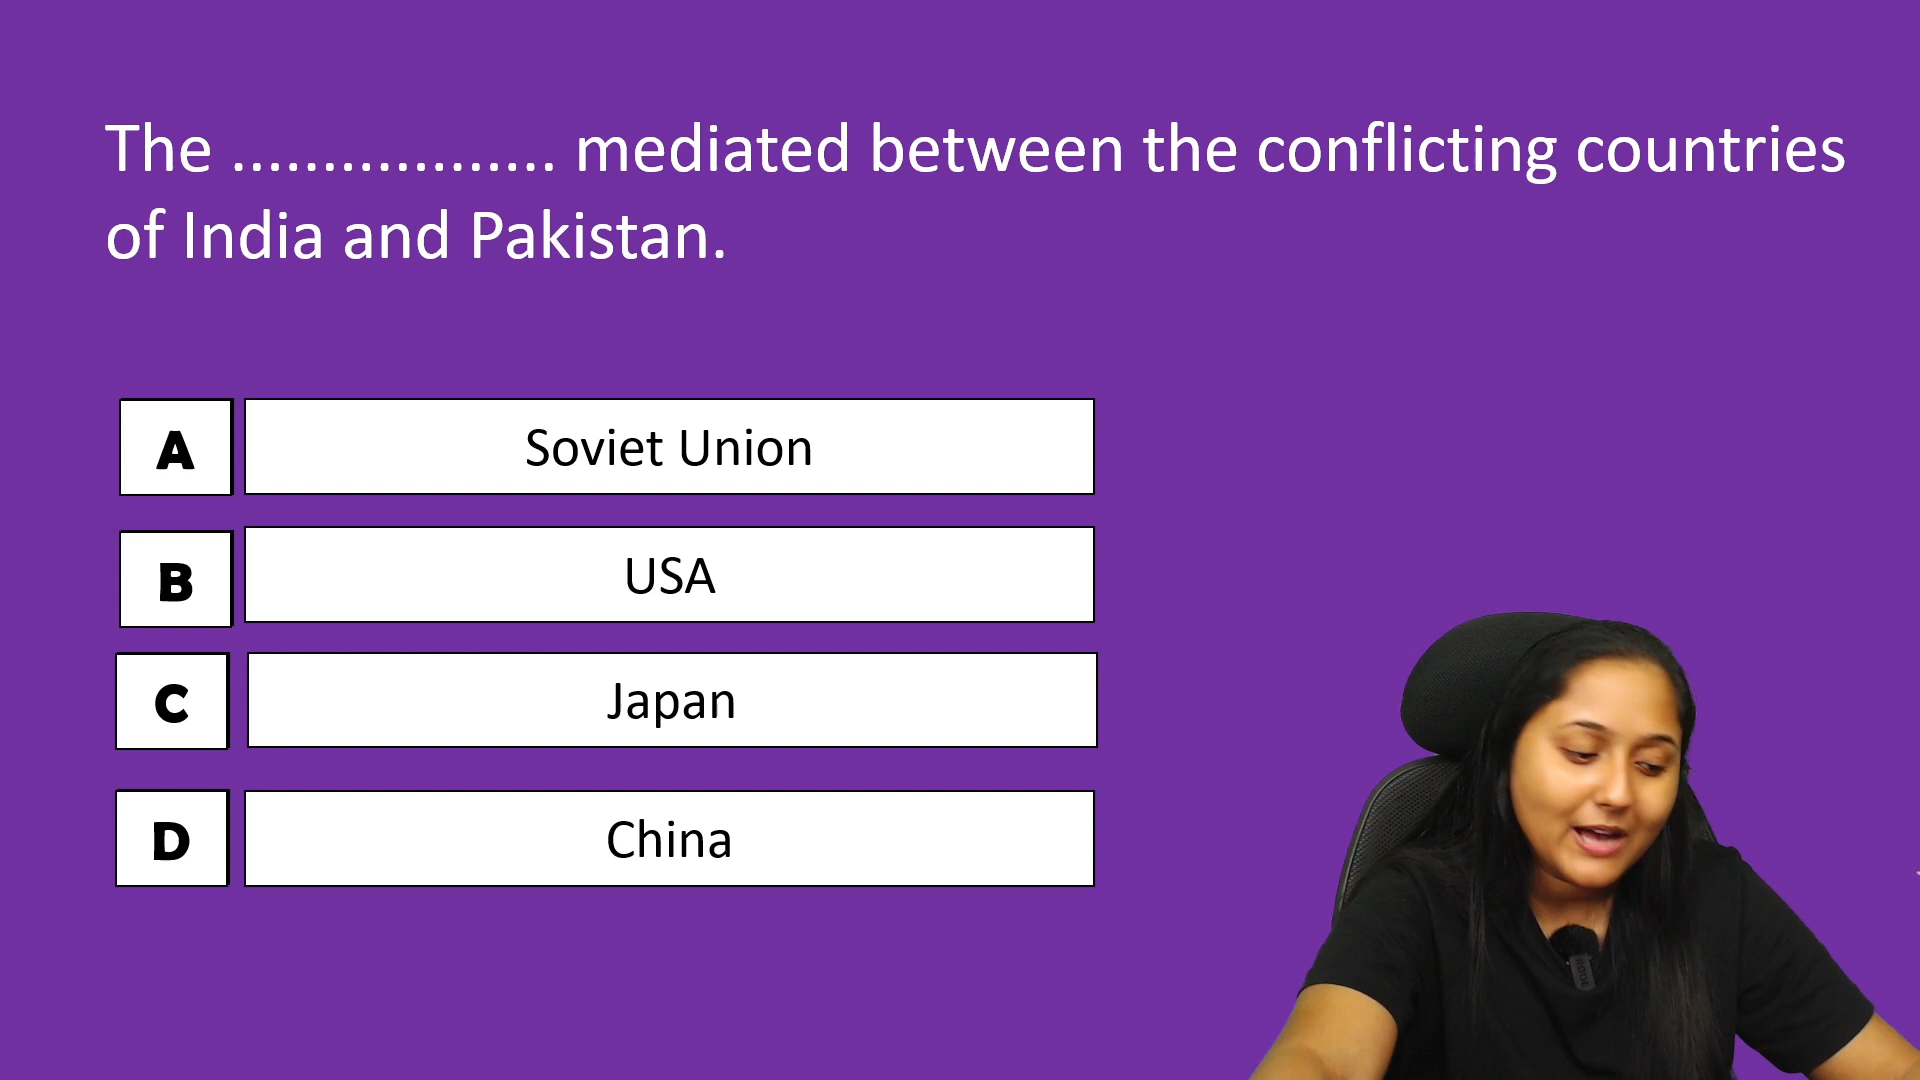 The .................. mediated between the conflicting countries
of India and Pakistan.
A
Soviet Union
B
USA
C
Japan
D
China